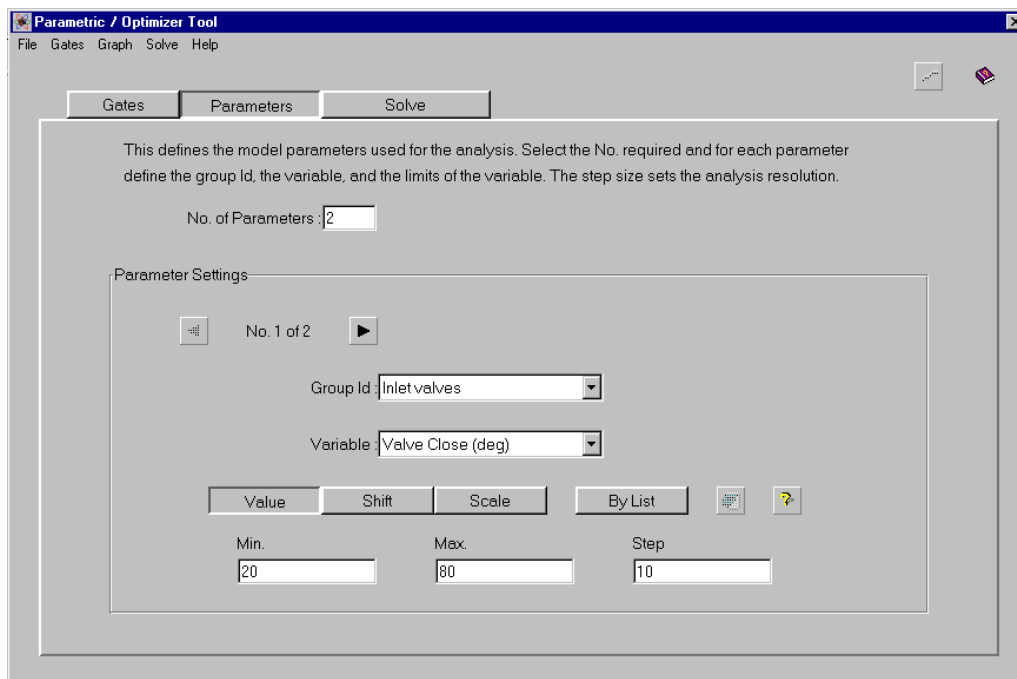 Parametric / Optimizer Tool
File Gates Graph Solve Help
Gates Parameters Solve
This defines the model parameters used for the analysis. Select the No. required and for each parameter
define the group Id, the variable, and the limits of the variable. The step size sets the analysis resolution.
No. of Parameters : 2
Parameter Settings
No. 1 of 2
Group Id : Inlet valves
Variable : Valve Close (deg)
Value Shift Scale By List
Min. Max. Step
20 80 10